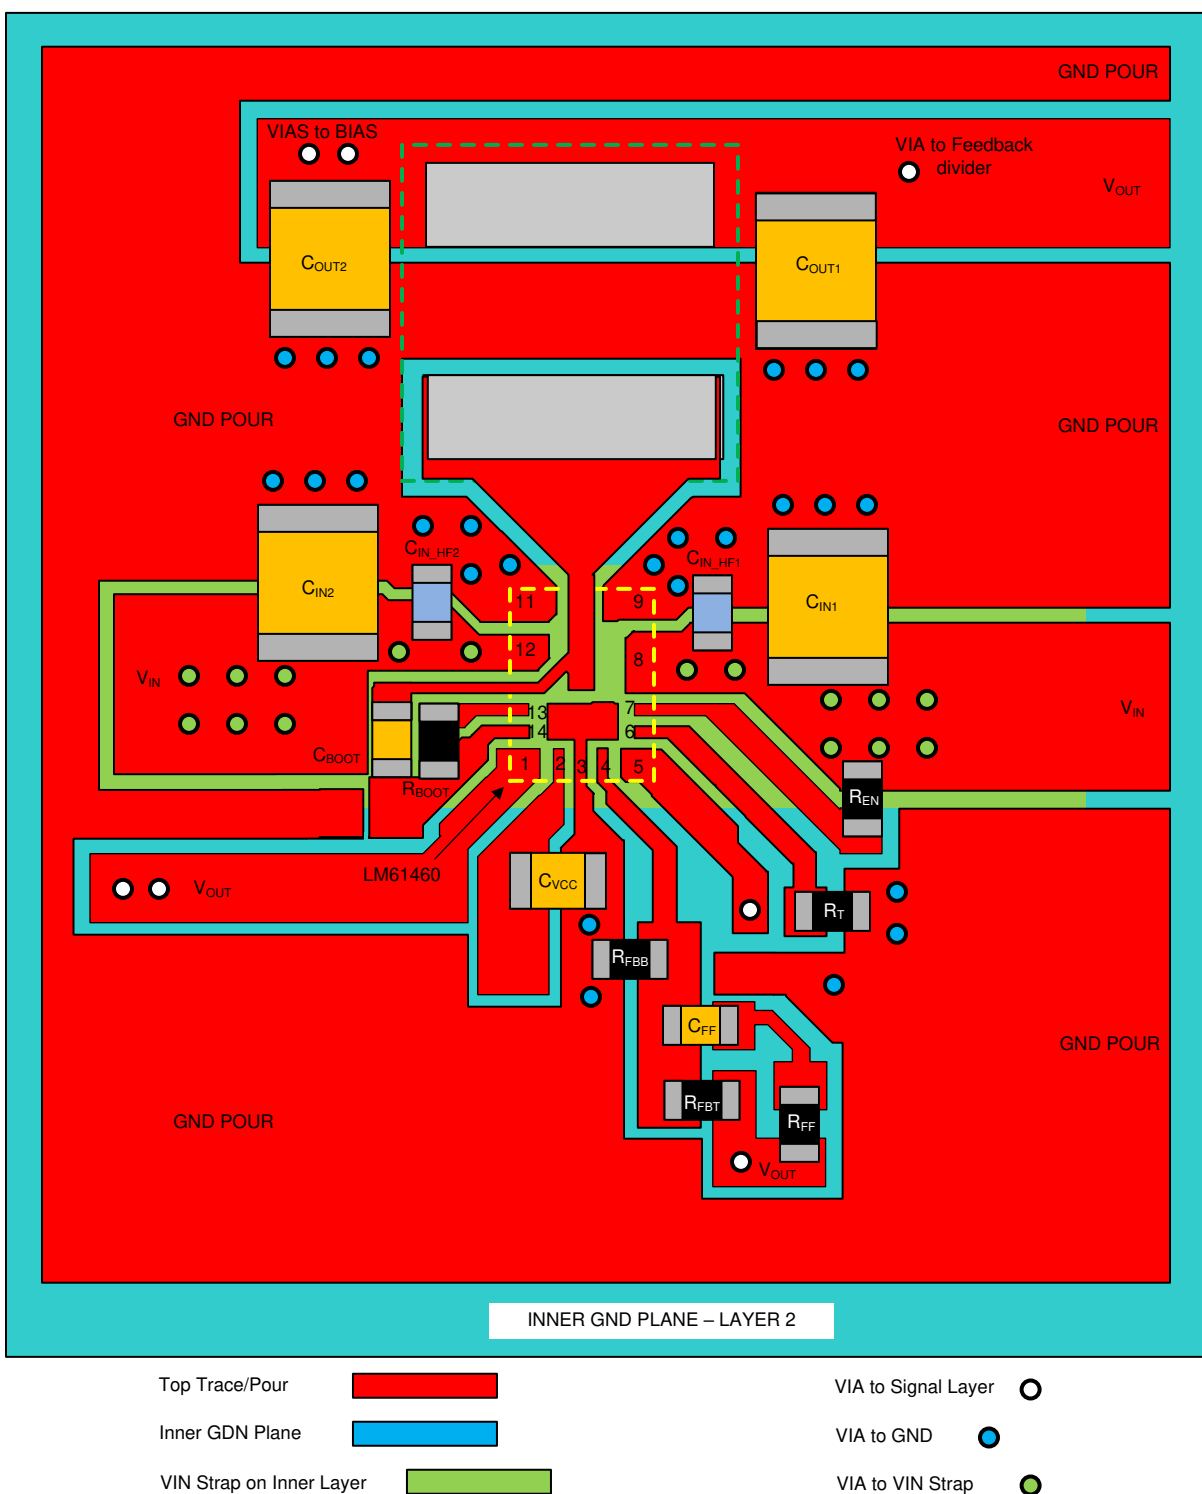 GND POUR
VIAS to BIAS
VIA to Feedback
divider
VOUT
COUT2
COUT1
GND POUR
GND POUR
CIN_HF2
CIN_HF1
CIN2
CIN1
11
9
12
8
VIN
VIN
13
7
14
6
CBOOT
RBOOT
1
2
3
4
5
REN
LM61460
VOUT
CVCC
RT
RFBB
CFF
GND POUR
RFBT
RFF
GND POUR
VOUT
INNER GND PLANE – LAYER 2
Top Trace/Pour
VIA to Signal Layer
Inner GDN Plane
VIA to GND
VIN Strap on Inner Layer
VIA to VIN Strap